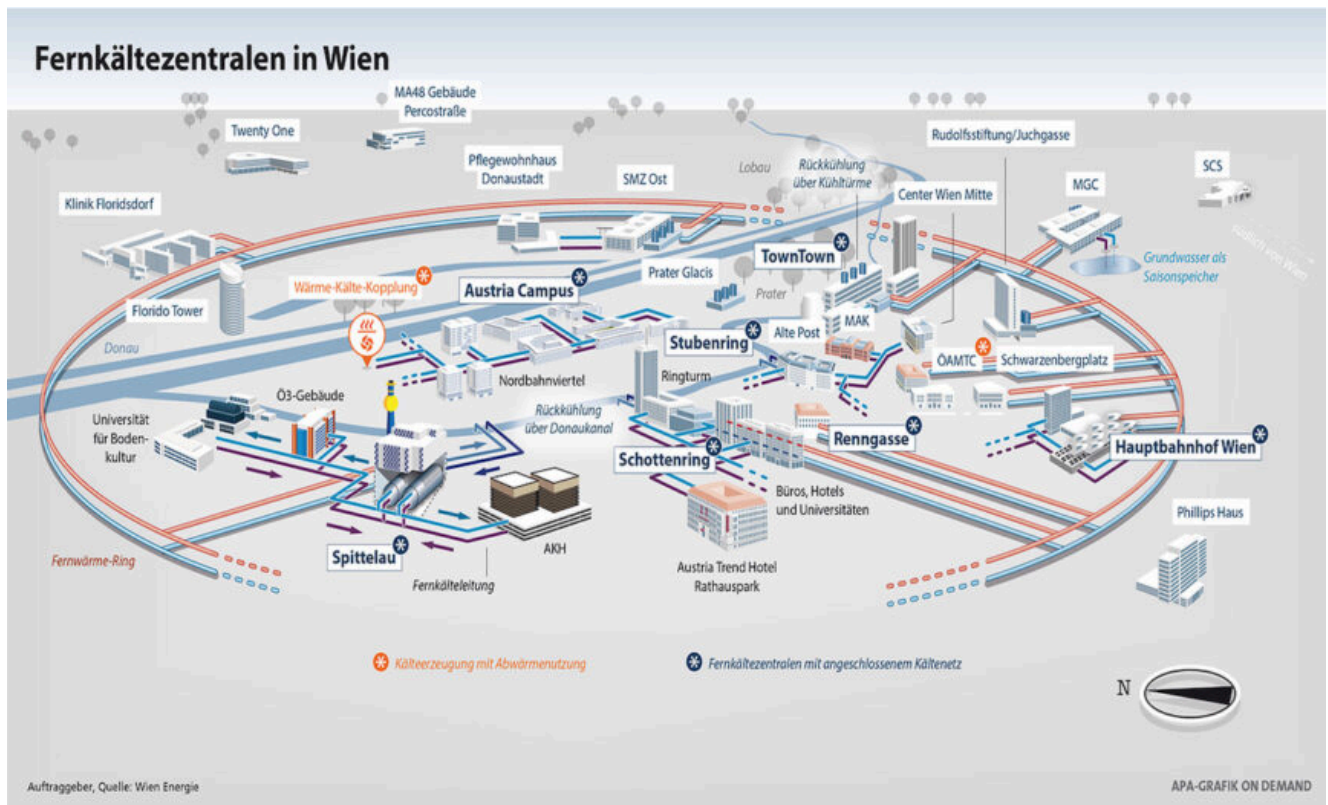 Fernkältezentralen in Wien
MA48 Gebäude
Percostraße
Twenty One
Rudolfsstiftung/Juchgasse
Pflegewohnhaus
Donaustadt
SMZ Ost
Lobau
Rückkühlung
über Kühltürme
Center Wien Mitte
MGC
SCS
Klinik Floridsdorf
südlich von Wien
TownTown
Grundwasser als
Saisonspeicher
Wärme-Kälte-Kopplung
Austria Campus
Prater Glacis
Prater
Florido Tower
Donau
Stubenring
Alte Post
MAK
ÖAMTC
Schwarzenbergplatz
Nordbahnviertel
Ringturm
Ö3-Gebäude
Universität
für Boden-
kultur
Rückkühlung
über Donaukanal
Renngasse
Hauptbahnhof Wien
Schottenring
Büros, Hotels
und Universitäten
Phillips Haus
Spittelau
AKH
Fernwärme-Ring
Fernkälteleitung
Austria Trend Hotel
Rathauspark
Kälteerzeugung mit Abwärmenutzung
Fernkältezentralen mit angeschlossenem Kältenetz
N
Auftraggeber, Quelle: Wien Energie
APA-GRAFIK ON DEMAND